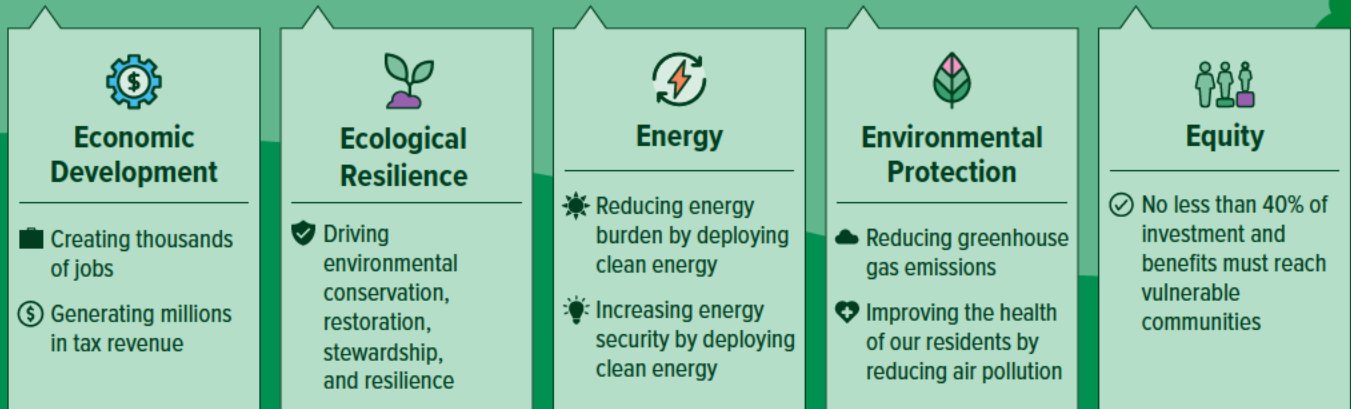 Economic
Development
Creating thousands
of jobs
Generating millions
in tax revenue
Ecological
Resilience
Driving
environmental
conservation,
restoration,
stewardship,
and resilience
Energy
Reducing energy
burden by deploying
clean energy
Increasing energy
security by deploying
clean energy
Environmental
Protection
Reducing greenhouse
gas emissions
Improving the health
of our residents by
reducing air pollution
Equity
No less than 40% of
investment and
benefits must reach
vulnerable
communities